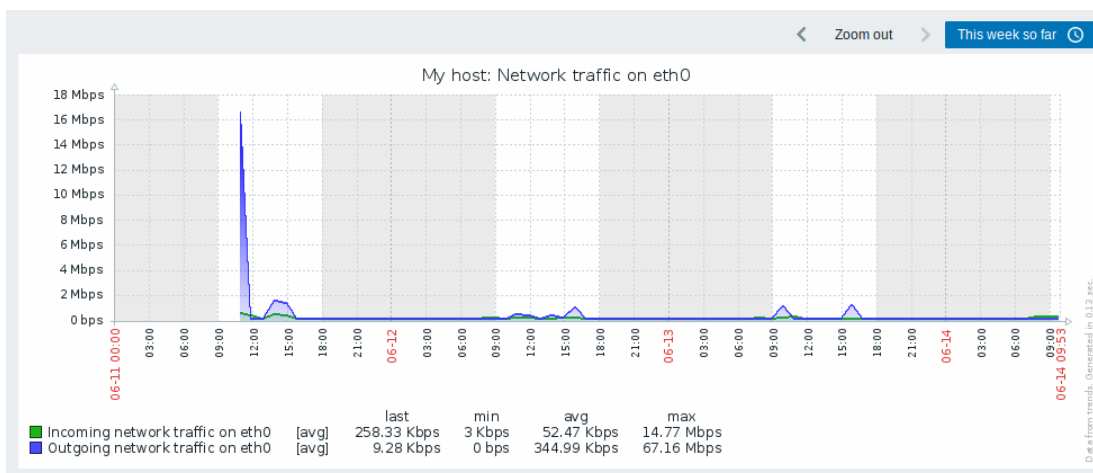 Zoom out
This week so far
My host: Network traffic on eth0
18 Mbps
16 Mbps
14 Mbps
12 Mbps
10 Mbps
8 Mbps
6 Mbps
4 Mbps
2 Mbps
0 bps
06-11 00:00
03:00
06:00
09:00
12:00
15:00
18:00
21:00
06-12
03:00
06:00
09:00
12:00
15:00
18:00
21:00
06-13
03:00
06:00
09:00
12:00
15:00
18:00
21:00
06-14
03:00
06:00
09:00
06-14 09:53
last min avg max
Incoming network traffic on eth0 [avg] 258.33 Kbps 3 Kbps 52.47 Kbps 14.77 Mbps
Outgoing network traffic on eth0 [avg] 9.28 Kbps 0 bps 344.99 Kbps 67.16 Mbps
Data from trends. Generated in 0.13 sec.